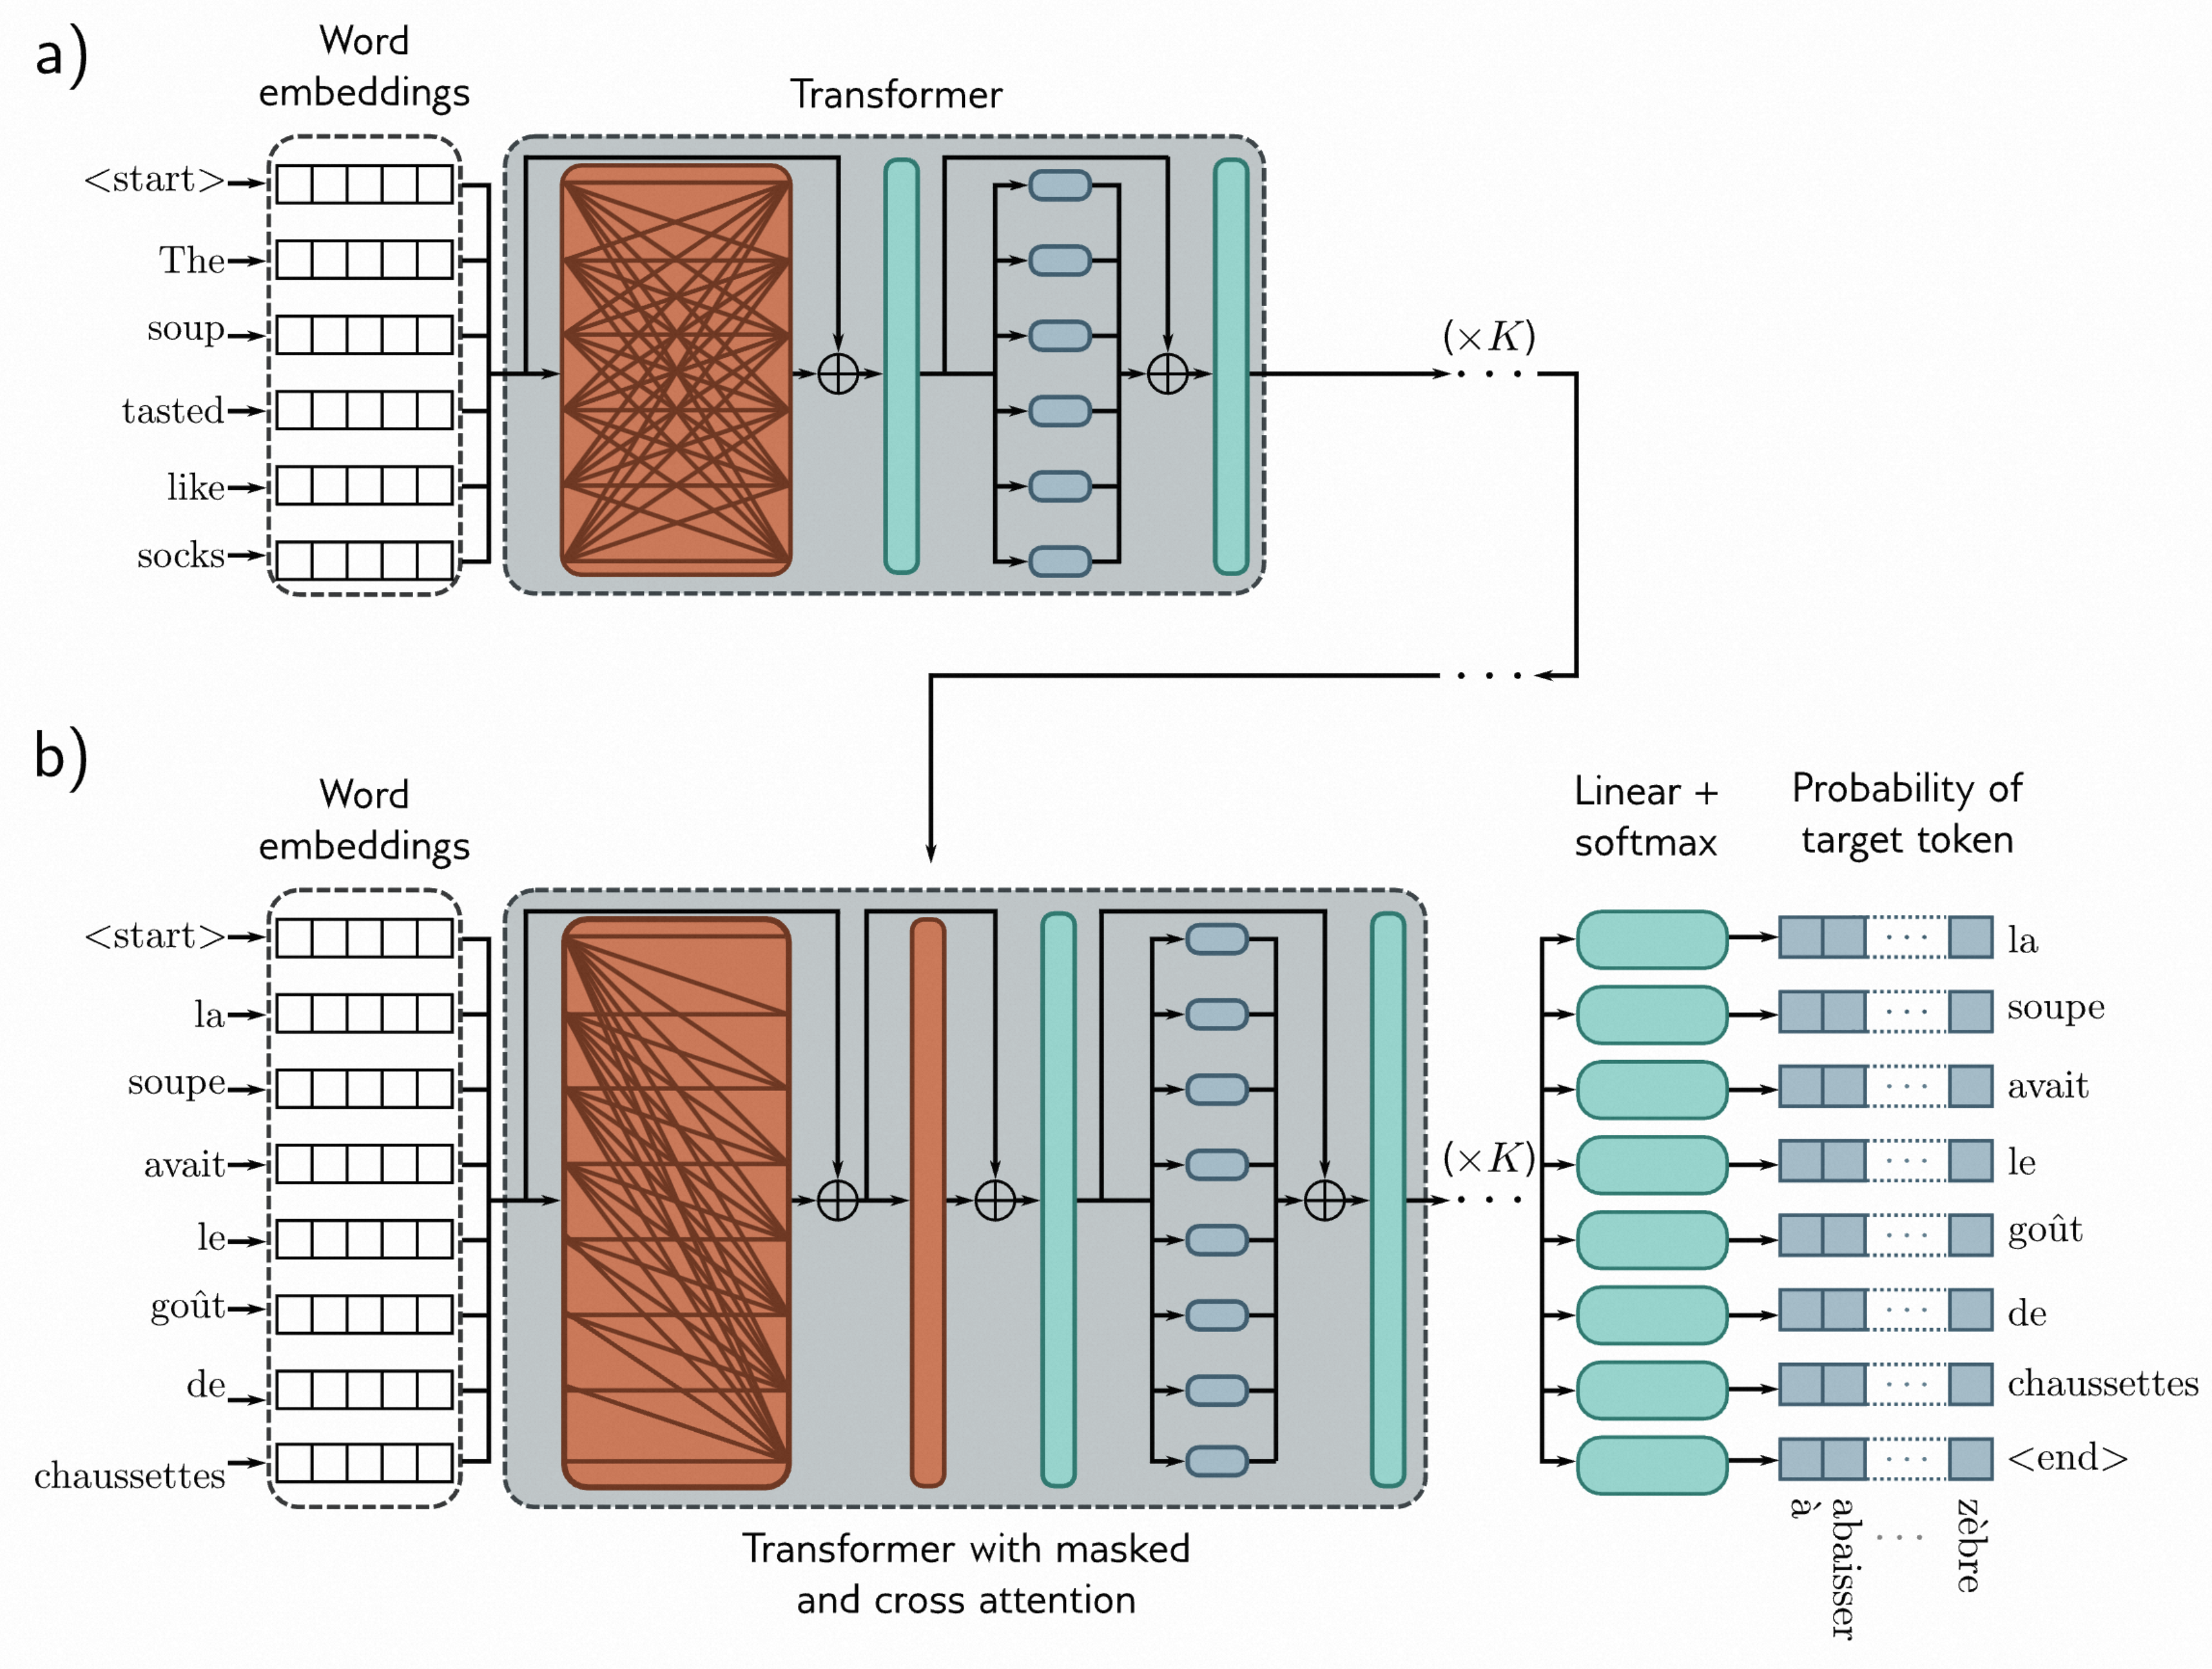 a)
Word
embeddings
Transformer
<start>
The
soup
tasted
like
socks
(×K)
· · ·
· · ·
b)
Word
embeddings
<start>
la
soupe
avait
le
goût
de
chaussettes
Transformer with masked
and cross attention
(×K)
· · ·
Linear +
softmax
Probability of
target token
· · · la
· · · soupe
· · · avait
· · · le
· · · goût
· · · de
· · · chaussettes
· · · <end>
à
abaisser
· · ·
zèbre